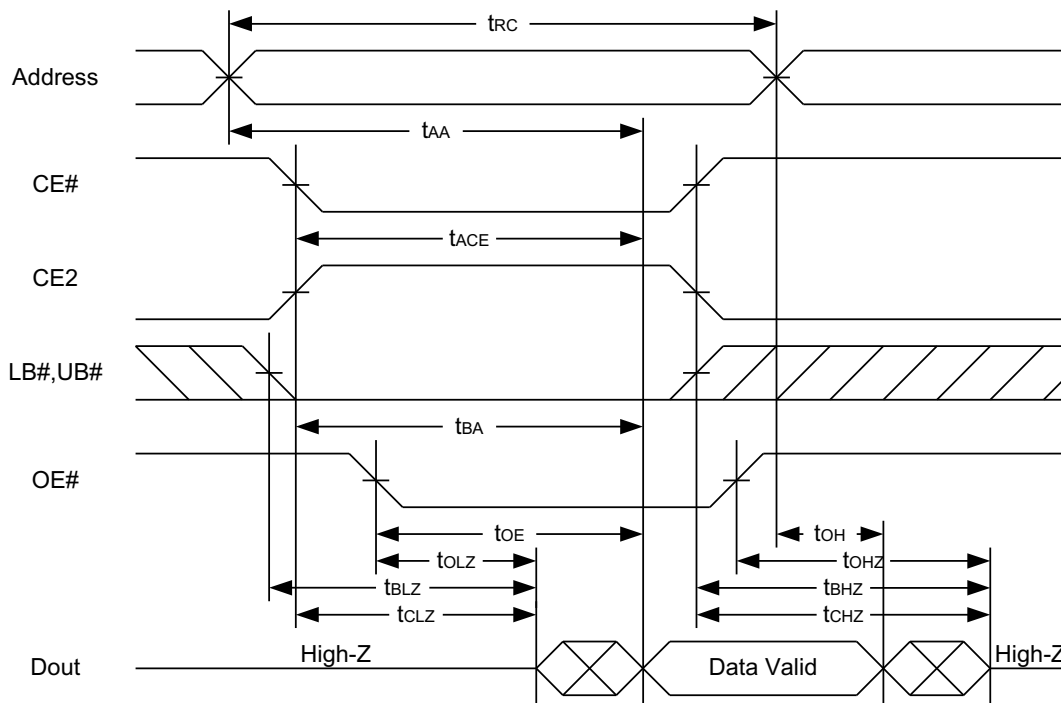 tRC
Address
tAA
CE#
tACE
CE2
LB#,UB#
tBA
OE#
tOE
tOH
tOLZ
tOHZ
tBLZ
tBHZ
tCLZ
tCHZ
High-Z
High-Z
Dout
Data Valid